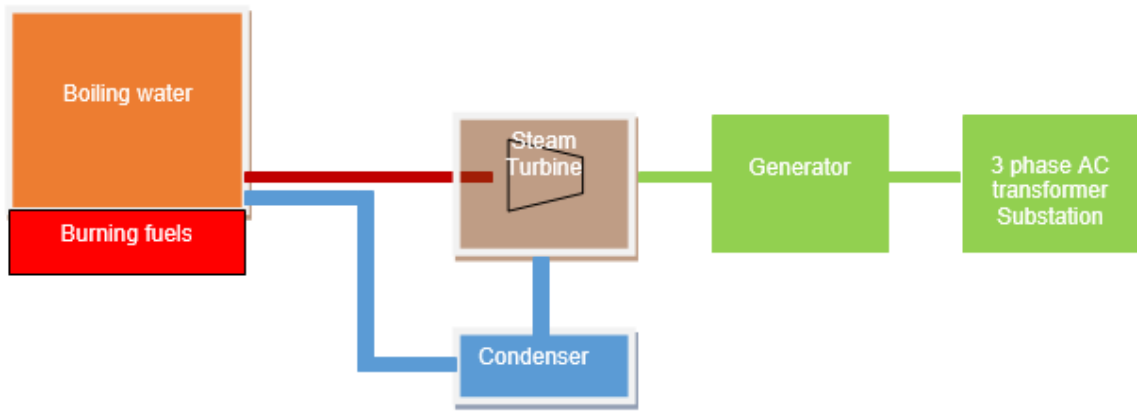 Boiling water
Burning fuels
Steam
Turbine
Condenser
Generator
3 phase AC
transformer
Substation